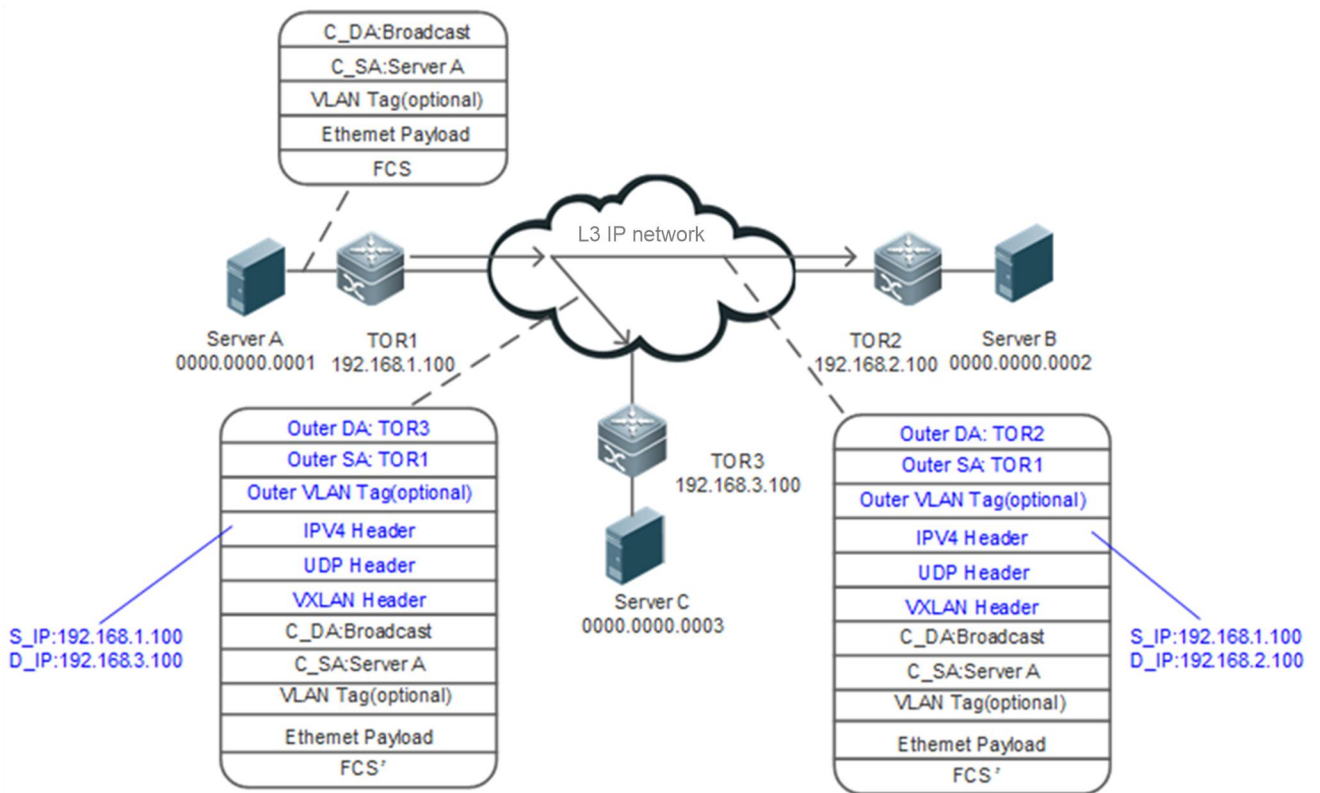 C_DA:Broadcast
C_SA:Server A
VLAN Tag(optional)
Ethemet Payload
FCS
L3 IP network
Server A
0000.0000.0001
TOR1
192.168.1.100
TOR2
192.168.2.100
Server B
0000.0000.0002
TOR3
192.168.3.100
Server C
0000.0000.0003
Outer DA: TOR3
Outer SA: TOR1
Outer VLAN Tag(optional)
IPV4 Header
UDP Header
VXLAN Header
C_DA:Broadcast
C_SA:Server A
VLAN Tag(optional)
Ethemet Payload
FCS'
S_IP:192.168.1.100
D_IP:192.168.3.100
Outer DA: TOR2
Outer SA: TOR1
Outer VLAN Tag(optional)
IPV4 Header
UDP Header
VXLAN Header
C_DA:Broadcast
C_SA:Server A
VLAN Tag(optional)
Ethemet Payload
FCS'
S_IP:192.168.1.100
D_IP:192.168.2.100